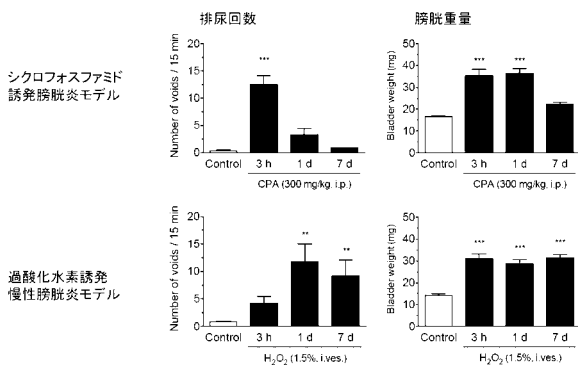 排尿回数
膀胱重量
シクロフォスファミド
誘発膀胱炎モデル
Number of voids / 15 min
20
15
10
5
0
***
Control
3 h
1 d
7 d
CPA (300 mg/kg, i.p.)
Bladder weight (mg)
50
40
30
20
10
0
***
***
Control
3 h
1 d
7 d
CPA (300 mg/kg, i.p.)
過酸化水素誘発
慢性膀胱炎モデル
Number of voids / 15 min
20
15
10
5
0
**
**
Control
3 h
1 d
7 d
H₂O₂ (1.5%, i.ves.)
Bladder weight (mg)
50
40
30
20
10
0
***
***
***
Control
3 h
1 d
7 d
H₂O₂ (1.5%, i.ves.)